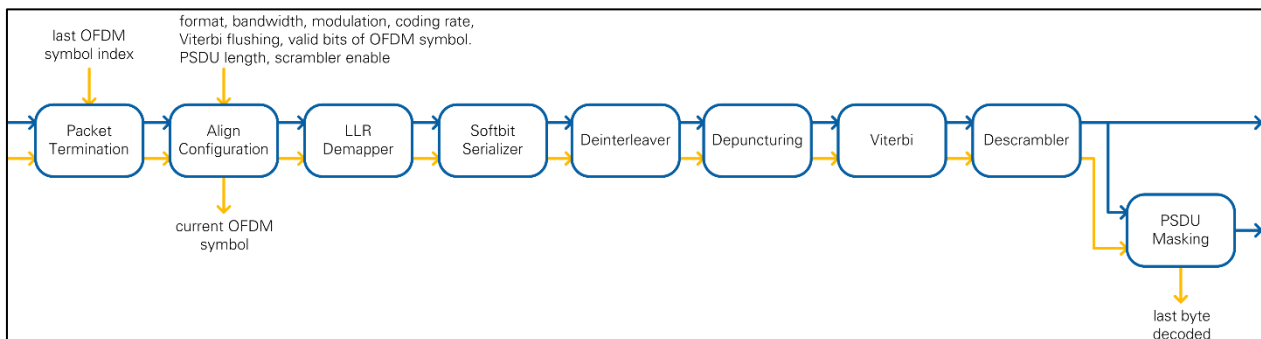 last OFDM
symbol index
format, bandwidth, modulation, coding rate,
Viterbi flushing, valid bits of OFDM symbol.
PSDU length, scrambler enable
Packet
Termination
Align
Configuration
LLR
Demapper
Softbit
Serializer
Deinterleaver
Depuncturing
Viterbi
Descrambler
current OFDM
symbol
PSDU
Masking
last byte
decoded